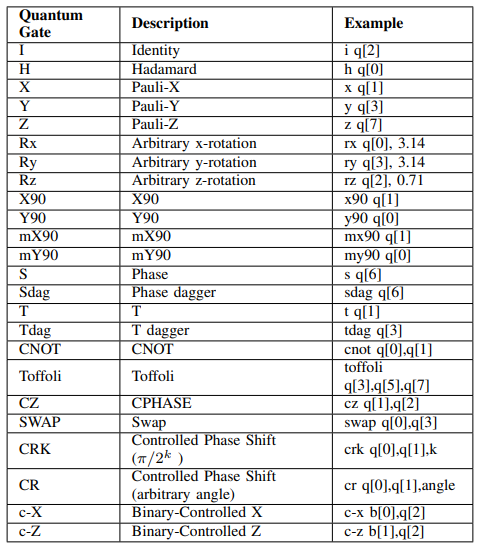 Quantum Gate Description Example
I Identity i q[2]
H Hadamard h q[0]
X Pauli-X x q[1]
Y Pauli-Y y q[3]
Z Pauli-Z z q[7]
Rx Arbitrary x-rotation rx q[0], 3.14
Ry Arbitrary y-rotation ry q[3], 3.14
Rz Arbitrary z-rotation rz q[2], 0.71
X90 X90 x90 q[1]
Y90 Y90 y90 q[0]
mX90 mX90 mx90 q[1]
mY90 mY90 my90 q[0]
S Phase s q[6]
Sdag Phase dagger sdag q[6]
T T t q[1]
Tdag T dagger tdag q[3]
CNOT CNOT cnot q[0],q[1]
Toffoli Toffoli toffoli q[3],q[5],q[7]
CZ CPHASE cz q[1],q[2]
SWAP Swap swap q[0],q[3]
CRK Controlled Phase Shift (π/2^k ) crk q[0],q[1],k
CR Controlled Phase Shift (arbitrary angle) cr q[0],q[1],angle
c-X Binary-Controlled X c-x b[0],q[2]
c-Z Binary-Controlled Z c-z b[1],q[2]